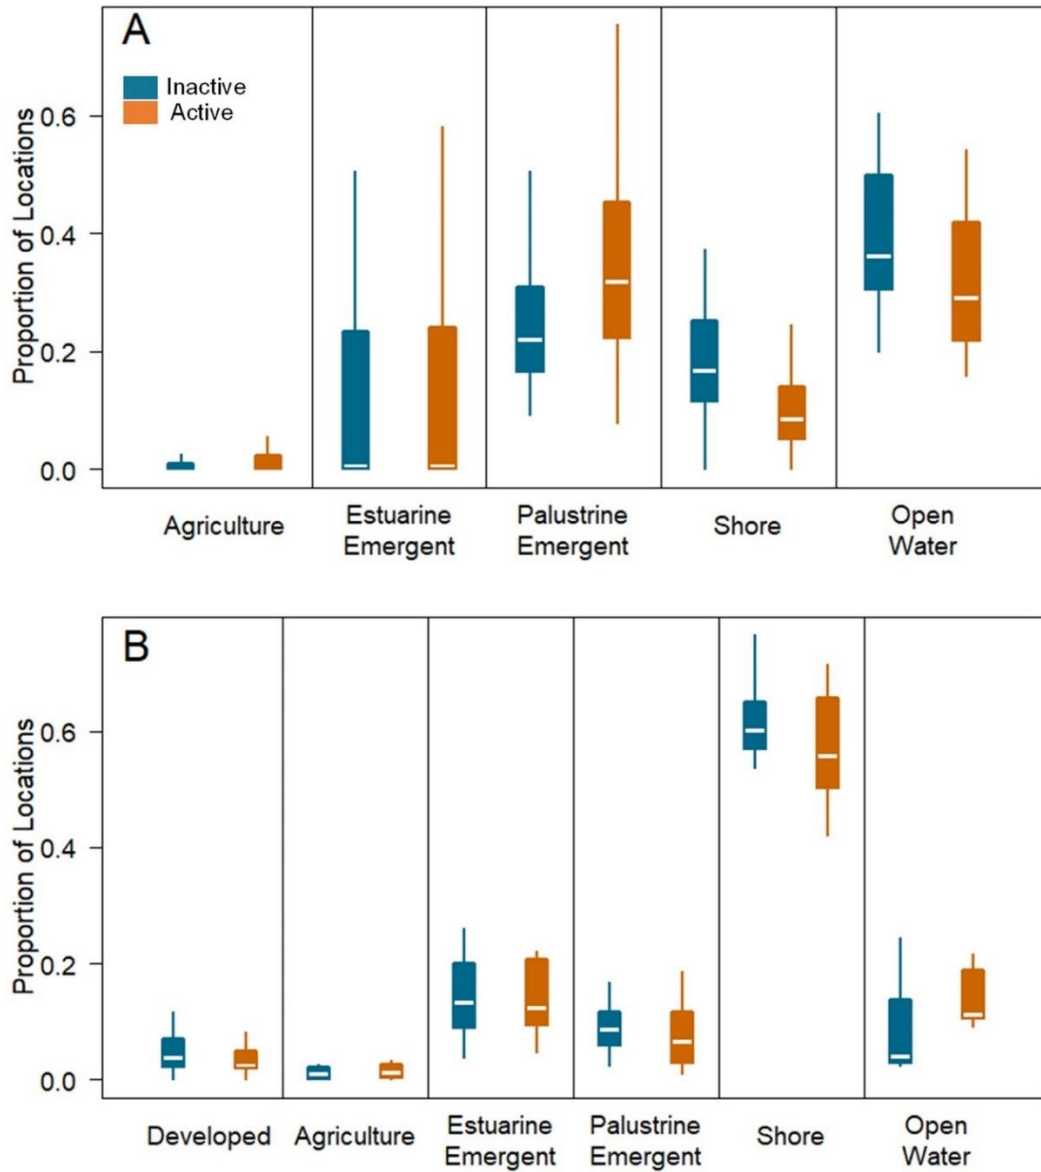 A
Inactive
Active
Proportion of Locations
0.6
0.4
0.2
0.0
Agriculture
Estuarine
Emergent
Palustrine
Emergent
Shore
Open
Water
B
Proportion of Locations
0.6
0.4
0.2
0.0
Developed
Agriculture
Estuarine
Emergent
Palustrine
Emergent
Shore
Open
Water